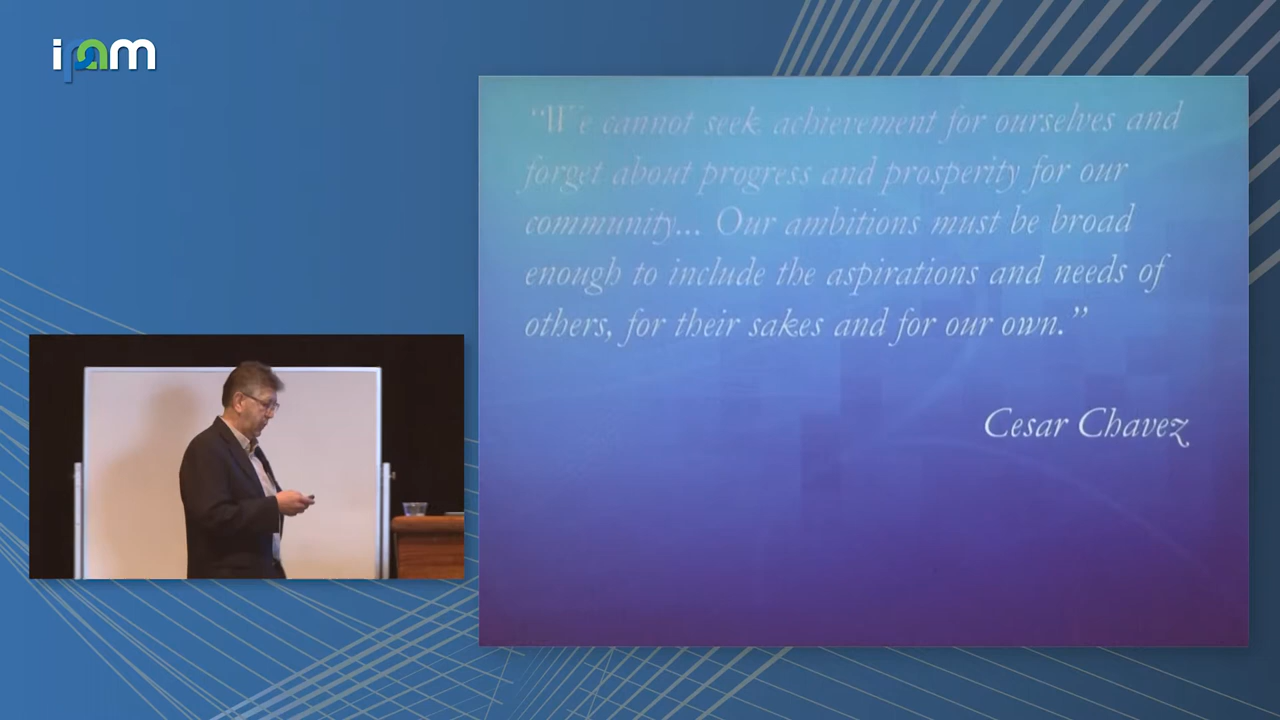 ipam
“We cannot seek achievement for ourselves and
forget about progress and prosperity for our
community... Our ambitions must be broad
enough to include the aspirations and needs of
others, for their sakes and for our own.”
Cesar Chavez